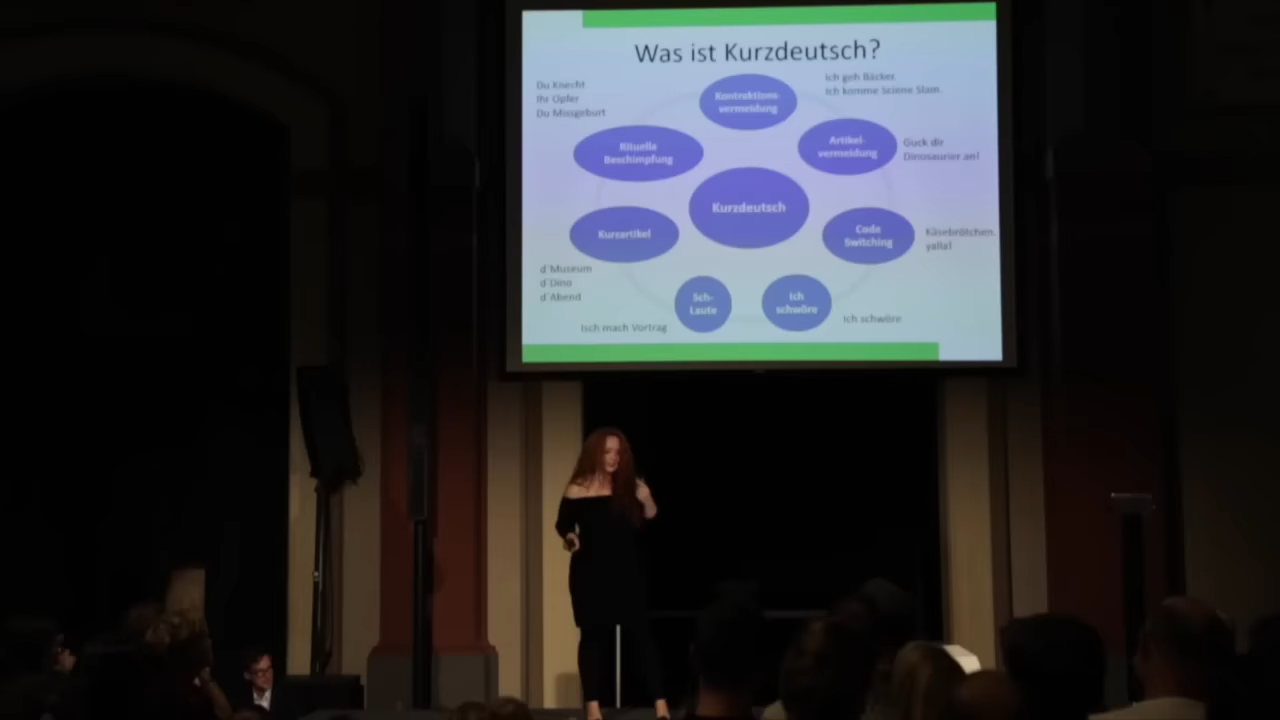 Was ist Kurzdeutsch?
Du Knecht
Ihr Opfer
Du Missgeburt
Kontraktions-
vermeidung
Ich geh Bäcker.
Ich komme Sciene Slam.
Rituelle
Beschimpfung
Artikel-
vermeidung
Guck dir
Dinosaurier an!
Kurzdeutsch
Kurzartikel
Code
Switching
Käsebrötchen,
yalla!
d´Museum
d´Dino
d´Abend
Sch-
Laute
Isch mach Vortrag
Ich
schwöre
Ich schwöre